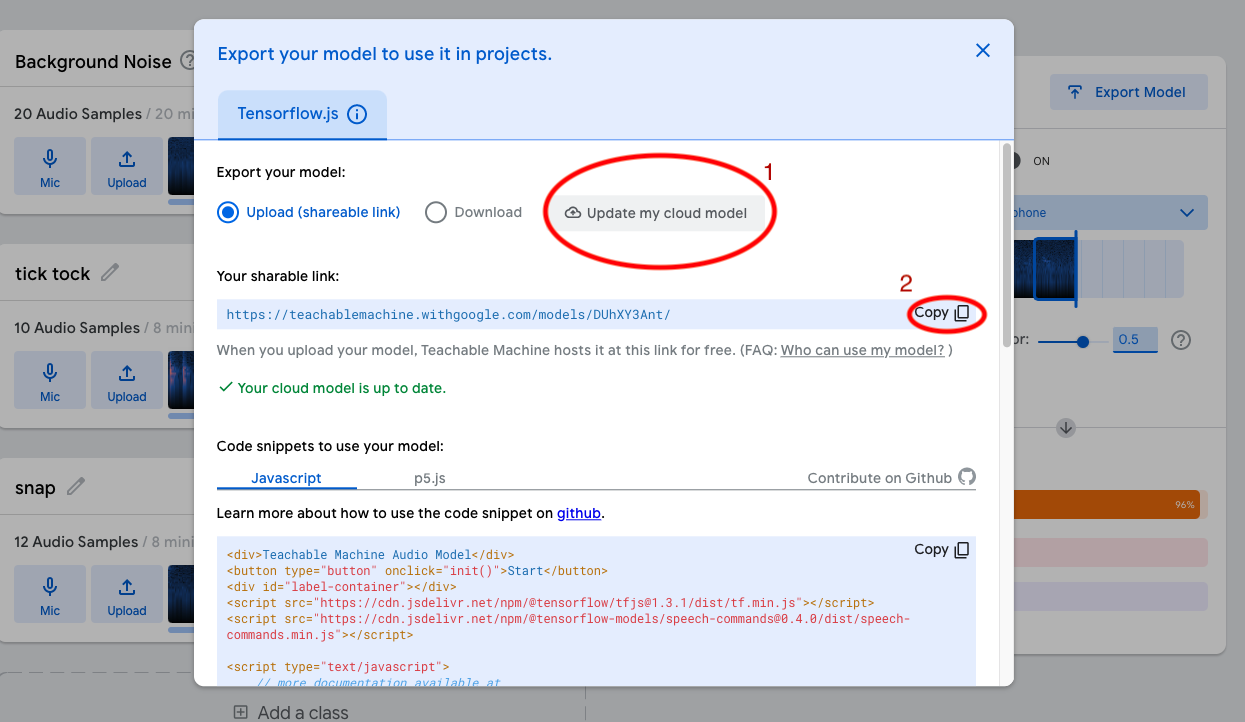 Export your model to use it in projects.
Background Noise
Tensorflow.js
Export Model
20 Audio Samples / 20 mi
Mic
Upload
ON
Export your model:
1
Upload (shareable link)
Download
Update my cloud model
phone
tick tock
Your sharable link:
2
https://teachablemachine.withgoogle.com/models/DUhXY3Ant/
Copy
10 Audio Samples / 8 min
or:
0.5
When you upload your model, Teachable Machine hosts it at this link for free. (FAQ: Who can use my model? )
Mic
Upload
Your cloud model is up to date.
Code snippets to use your model:
Javascript
p5.js
Contribute on Github
snap
Learn more about how to use the code snippet on github.
96%
12 Audio Samples / 8 mini
Copy
<div>Teachable Machine Audio Model</div>
<button type="button" onclick="init()">Start</button>
<div id="label-container"></div>
<script src="https://cdn.jsdelivr.net/npm/@tensorflow/tfjs@1.3.1/dist/tf.min.js"></script>
<script src="https://cdn.jsdelivr.net/npm/@tensorflow-models/speech-commands@0.4.0/dist/speech-
commands.min.js"></script>
Mic
Upload
<script type="text/javascript">
// more documentation available at
Add a class